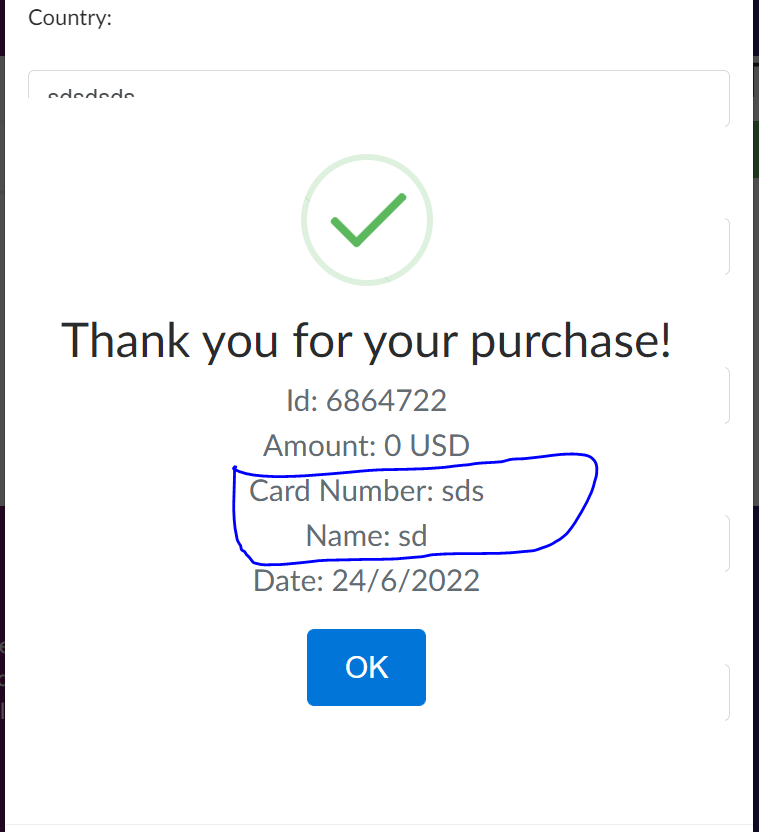 Country:
sdsdsds
Thank you for your purchase!
Id: 6864722
Amount: 0 USD
Card Number: sds
Name: sd
Date: 24/6/2022
OK